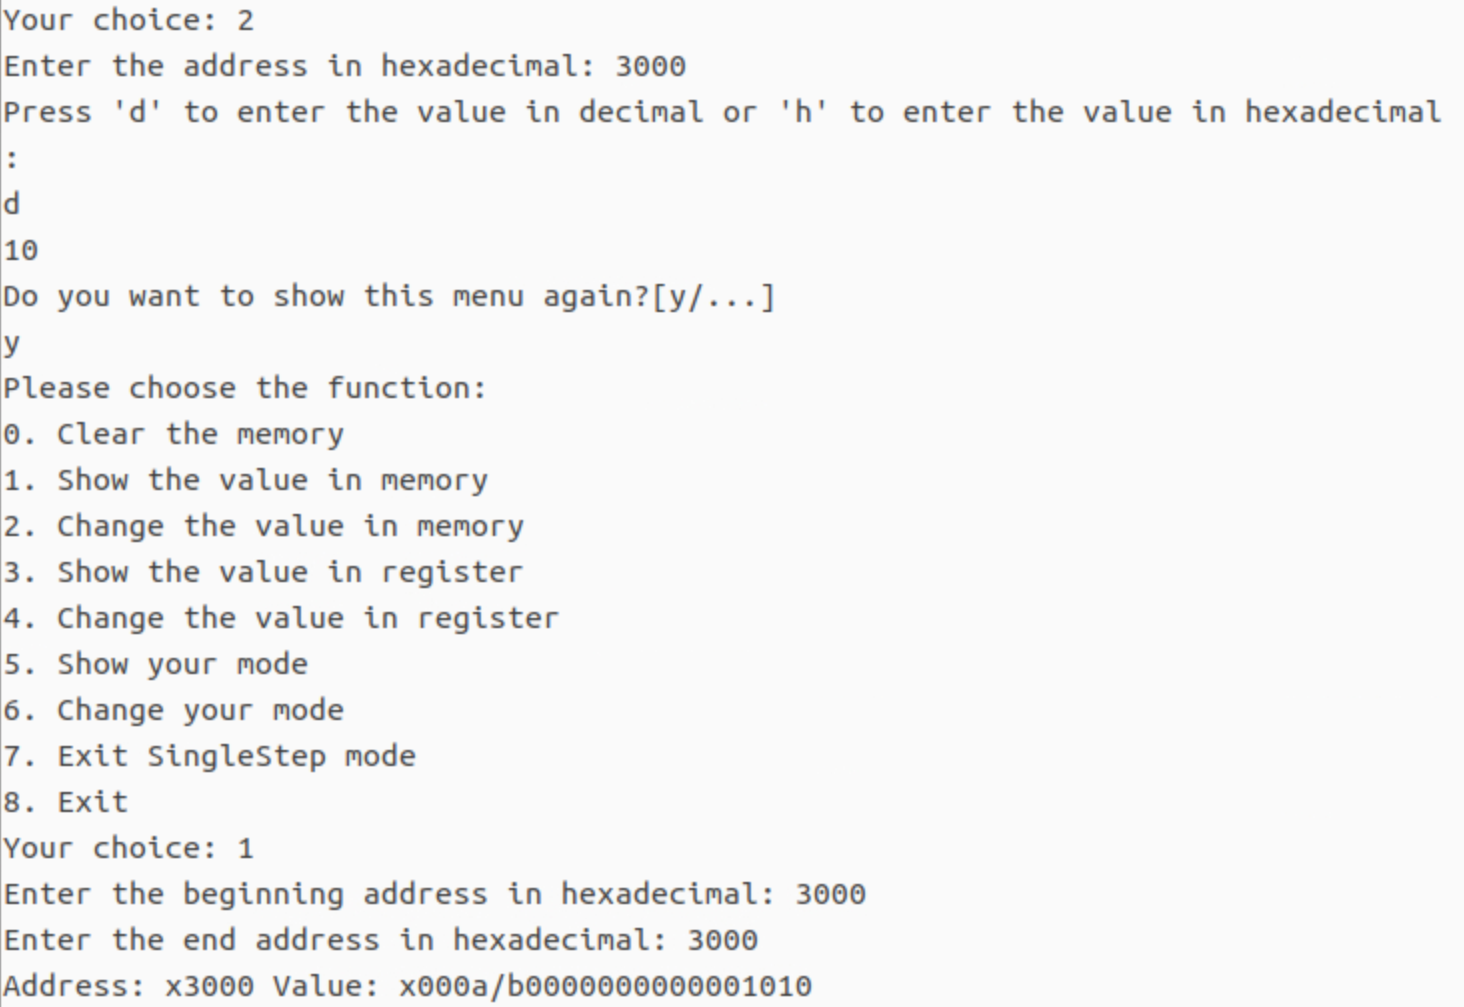 Your choice: 2
Enter the address in hexadecimal: 3000
Press 'd' to enter the value in decimal or 'h' to enter the value in hexadecimal
:
d
10
Do you want to show this menu again?[y/...]
y
Please choose the function:
0. Clear the memory
1. Show the value in memory
2. Change the value in memory
3. Show the value in register
4. Change the value in register
5. Show your mode
6. Change your mode
7. Exit SingleStep mode
8. Exit
Your choice: 1
Enter the beginning address in hexadecimal: 3000
Enter the end address in hexadecimal: 3000
Address: x3000 Value: x000a/b0000000000001010